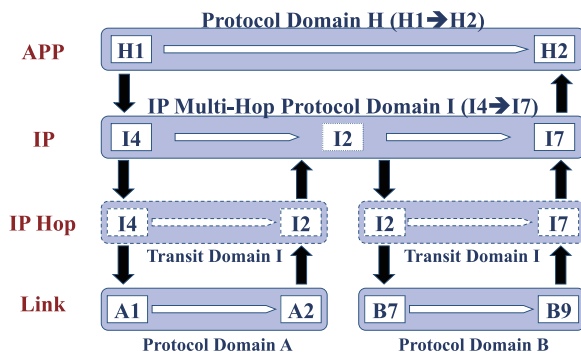 Protocol Domain H (H1➔H2)
APP H1 H2
IP Multi-Hop Protocol Domain I (I4➔I7)
IP I4 I2 I7
IP Hop I4 I2 I2 I7
Transit Domain I Transit Domain I
Link A1 A2 B7 B9
Protocol Domain A Protocol Domain B